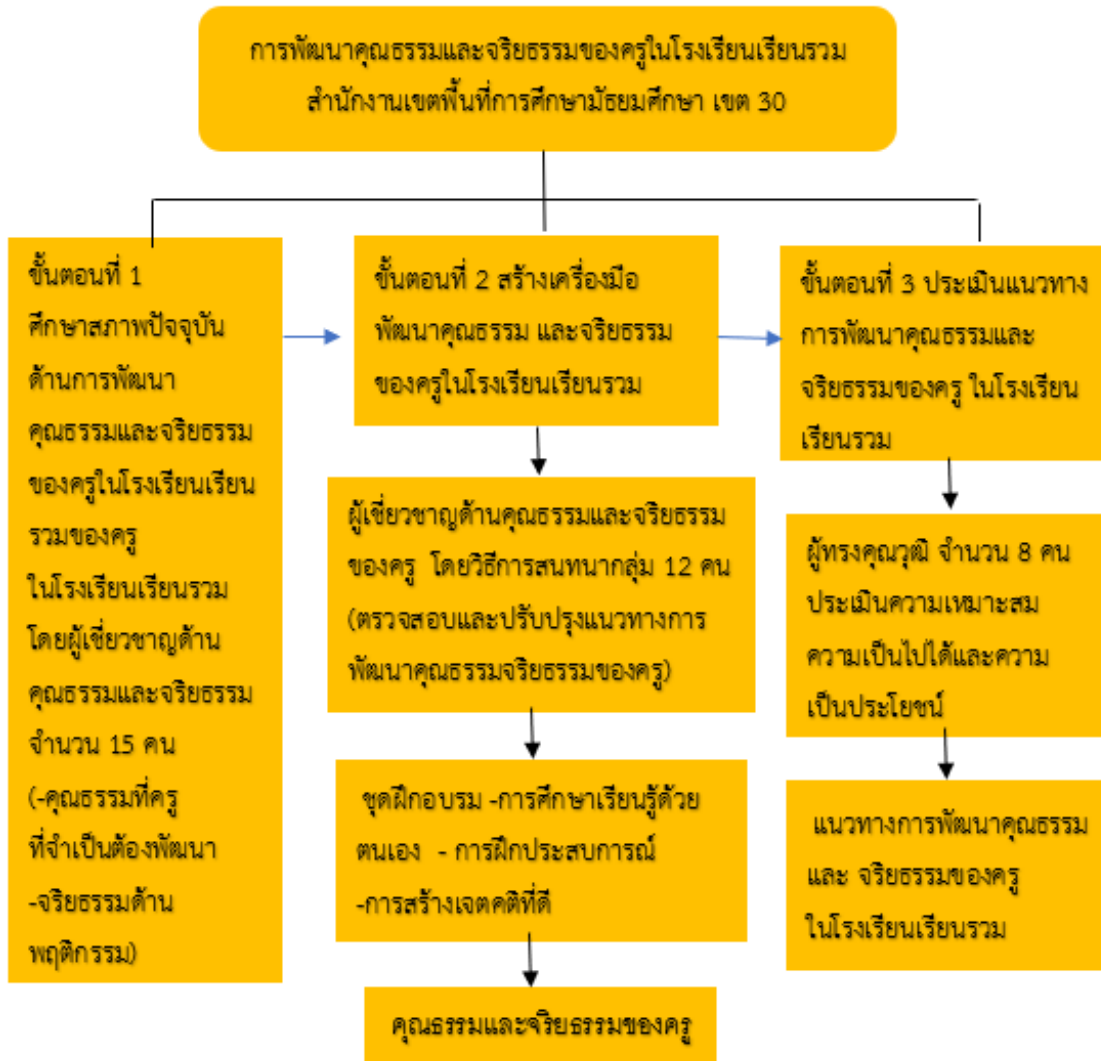 การพัฒนาคุณธรรมและจริยธรรมของครูในโรงเรียนเรียนรวม
สำนักงานเขตพื้นที่การศึกษามัธยมศึกษา เขต 30
ขั้นตอนที่ 1
ศึกษาสภาพปัจจุบัน
ด้านการพัฒนา
คุณธรรมและจริยธรรม
ของครูในโรงเรียนเรียน
รวมของครู
ในโรงเรียนเรียนรวม
โดยผู้เชี่ยวชาญด้าน
คุณธรรมและจริยธรรม
จำนวน 15 คน
(-คุณธรรมที่ครู
ที่จำเป็นต้องพัฒนา
-จริยธรรมด้าน
พฤติกรรม)
ขั้นตอนที่ 2 สร้างเครื่องมือ
พัฒนาคุณธรรม และจริยธรรม
ของครูในโรงเรียนเรียนรวม
ผู้เชี่ยวชาญด้านคุณธรรมและจริยธรรม
ของครู โดยวิธีการสนทนากลุ่ม 12 คน
(ตรวจสอบและปรับปรุงแนวทางการ
พัฒนาคุณธรรมจริยธรรมของครู)
ชุดฝึกอบรม -การศึกษาเรียนรู้ด้วย
ตนเอง - การฝึกประสบการณ์
-การสร้างเจตคติที่ดี
คุณธรรมและจริยธรรมของครู
ขั้นตอนที่ 3 ประเมินแนวทาง
การพัฒนาคุณธรรมและ
จริยธรรมของครู ในโรงเรียน
เรียนรวม
ผู้ทรงคุณวุฒิ จำนวน 8 คน
ประเมินความเหมาะสม
ความเป็นไปได้และความ
เป็นประโยชน์
แนวทางการพัฒนาคุณธรรม
และ จริยธรรมของครู
ในโรงเรียนเรียนรวม